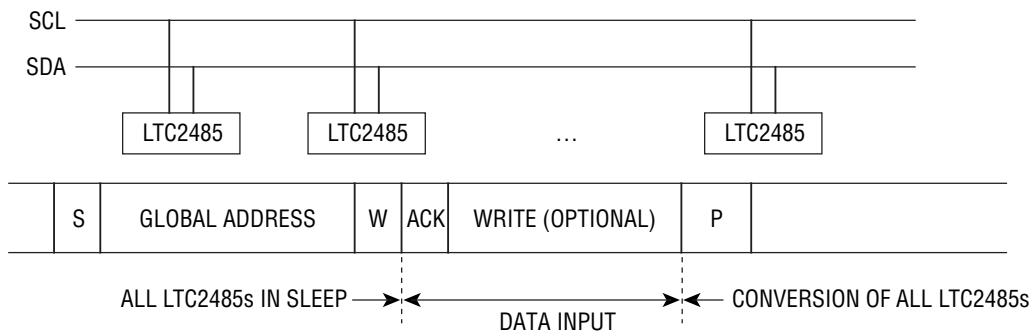 SCL
SDA
LTC2485 LTC2485 … LTC2485
S GLOBAL ADDRESS W ACK WRITE (OPTIONAL) P
ALL LTC2485s IN SLEEP CONVERSION OF ALL LTC2485s
DATA INPUT